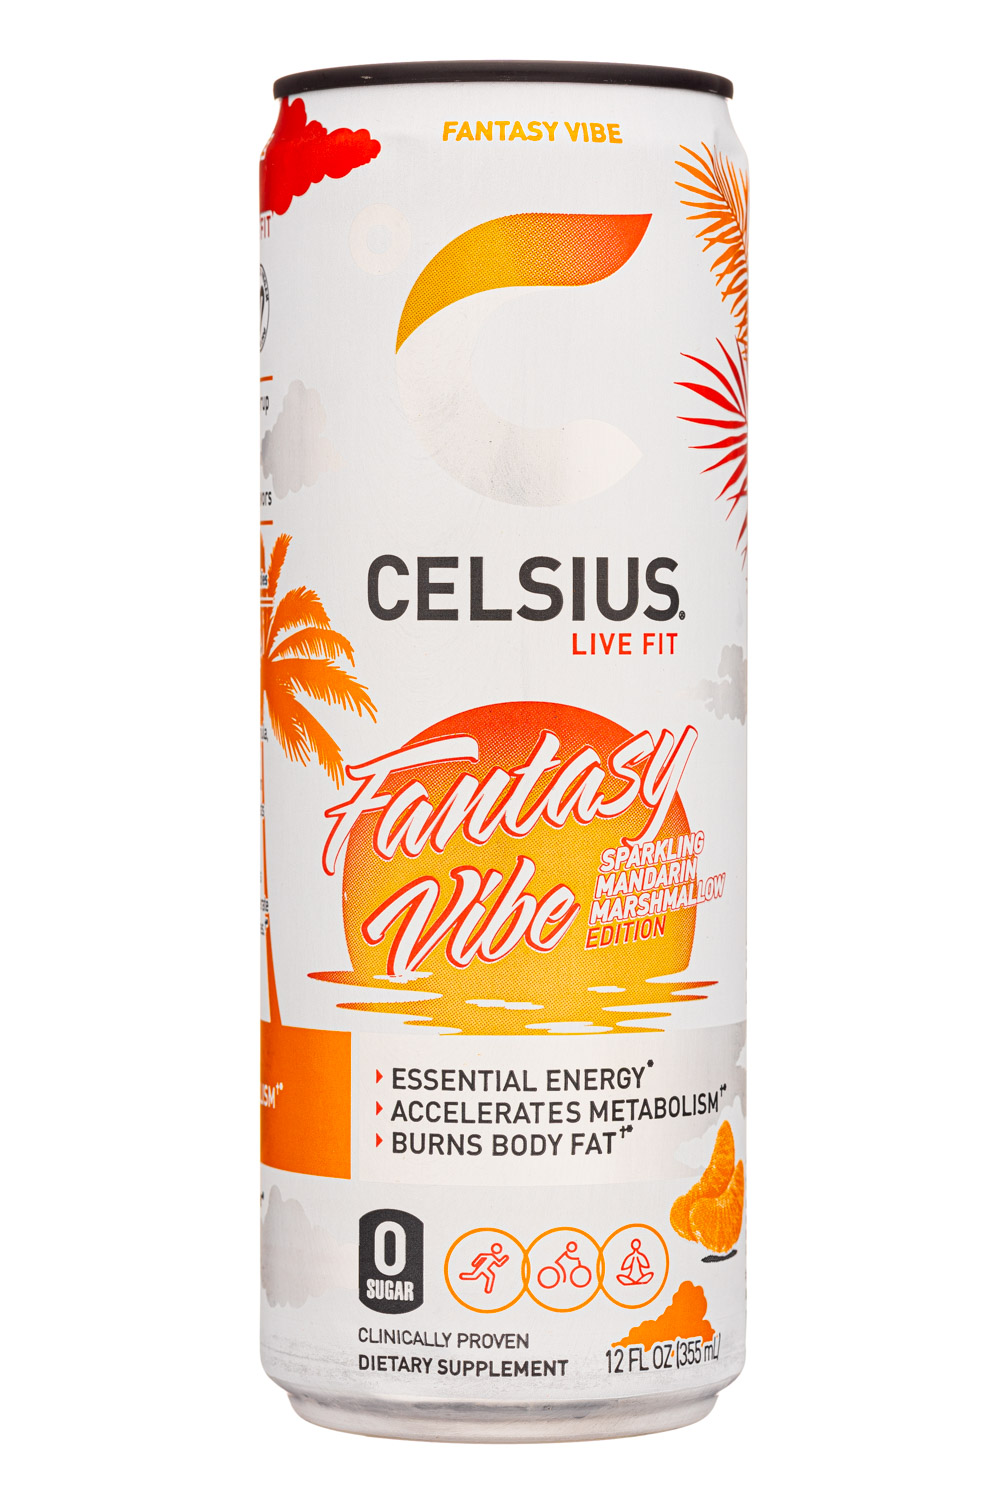 FANTASY VIBE
CELSIUS®
LIVE FIT
Fantasy
Vibe
SPARKLING
MANDARIN
MARSHMALLOW
EDITION
ESSENTIAL ENERGY*
ACCELERATES METABOLISM†*
BURNS BODY FAT†*
0
SUGAR
CLINICALLY PROVEN
DIETARY SUPPLEMENT
12 FL OZ (355 mL)